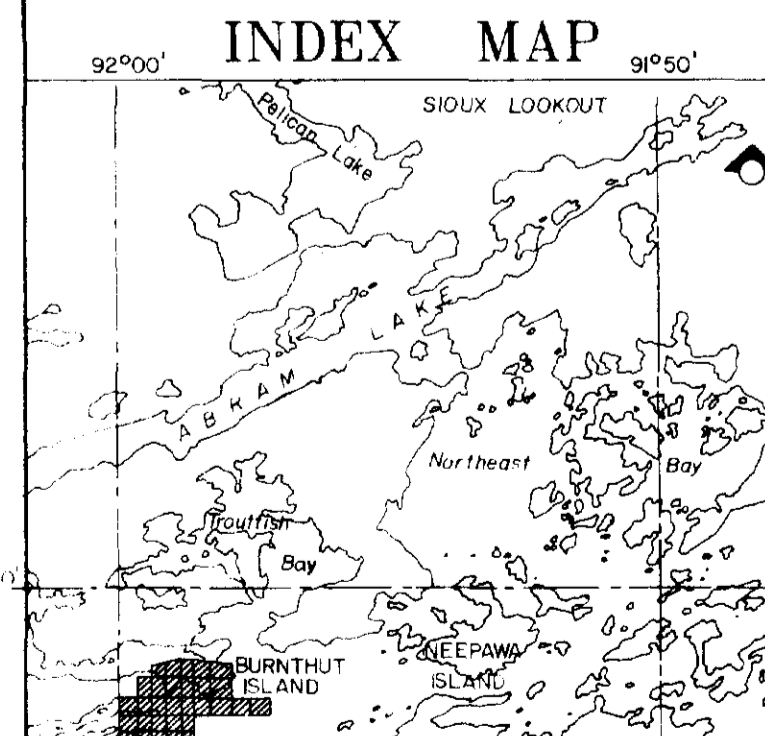 INDEX MAP
92°00' 91°50'
SIOUX LOOKOUT
Pelican
Lake
ABRAM LAKE
Northeast Bay
Troutfish
Bay
BURNTHUT
ISLAND
NEEPAWA
ISLAND